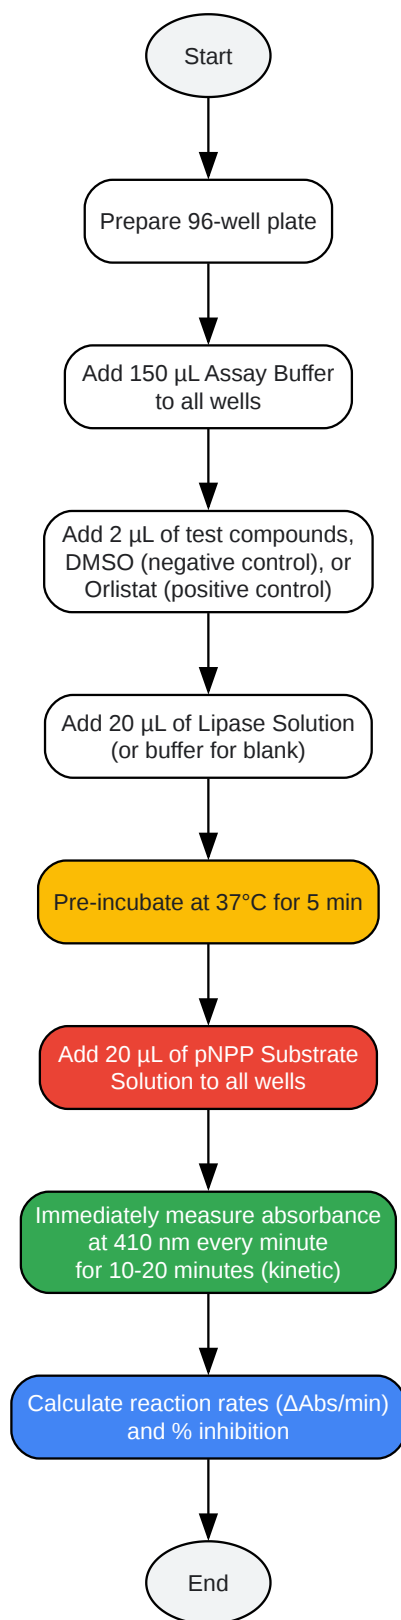 Start
Prepare 96-well plate
Add 150 µL Assay Buffer
to all wells
Add 2 µL of test compounds,
DMSO (negative control), or
Orlistat (positive control)
Add 20 µL of Lipase Solution
(or buffer for blank)
Pre-incubate at 37°C for 5 min
Add 20 µL of pNPP Substrate
Solution to all wells
Immediately measure absorbance
at 410 nm every minute
for 10-20 minutes (kinetic)
Calculate reaction rates (ΔAbs/min)
and % inhibition
End